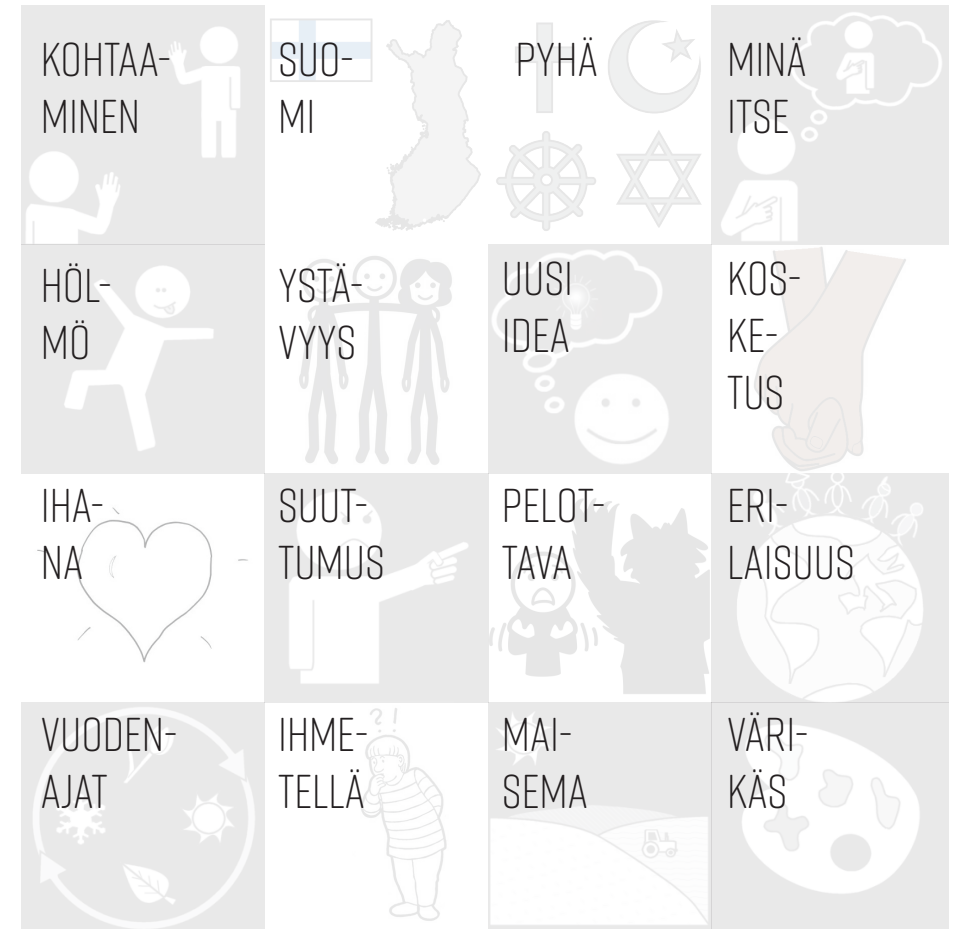 KOHTAA-
MINEN
SUO-
MI
PYHÄ
MINÄ
ITSE
HÖL-
MÖ
YSTÄ-
VYYS
UUSI
IDEA
KOS-
KE-
TUS
IHA-
NA
SUUT-
TUMUS
PELOT-
TAVA
ERI-
LAISUUS
VUODEN-
AJAT
IHME-
TELLÄ
?!
MAI-
SEMA
VÄRI-
KÄS